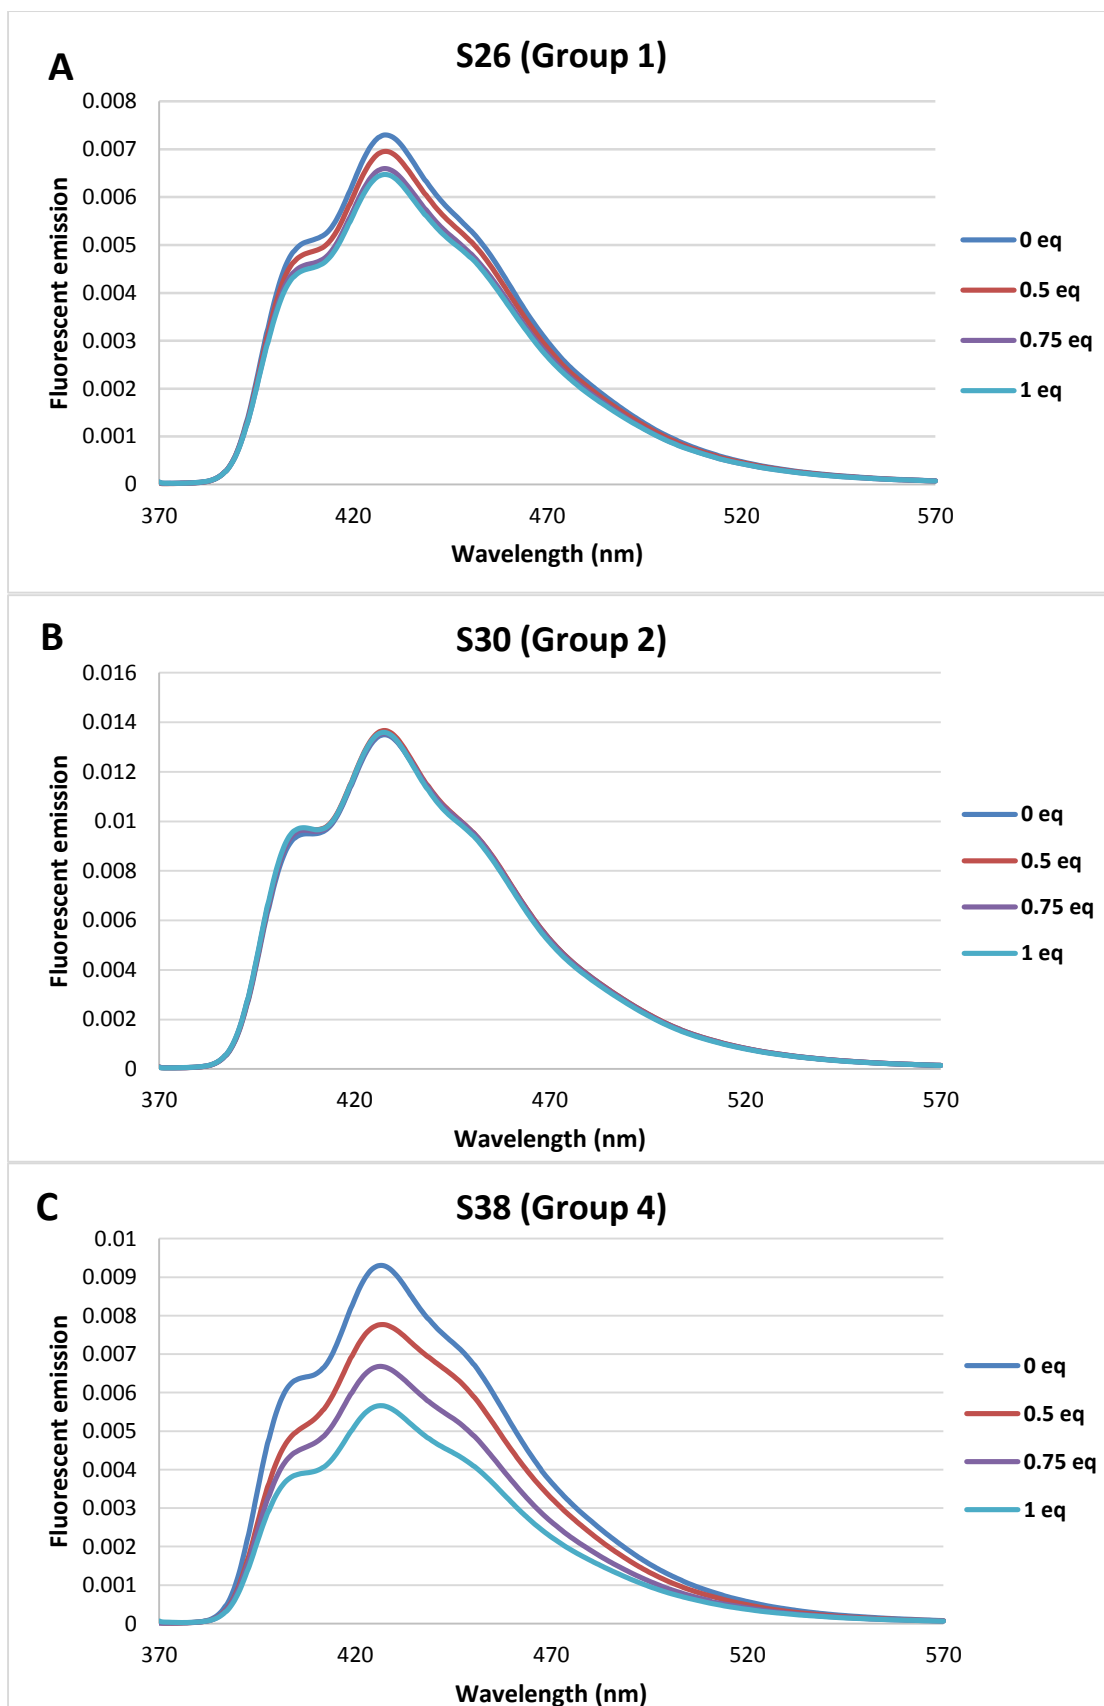 A
S26 (Group 1)
Fluorescent emission
0.008
0.007
0.006
0.005
0.004
0.003
0.002
0.001
0
370
420
470
520
570
Wavelength (nm)
0 eq
0.5 eq
0.75 eq
1 eq
B
S30 (Group 2)
Fluorescent emission
0.016
0.014
0.012
0.01
0.008
0.006
0.004
0.002
0
370
420
470
520
570
Wavelength (nm)
0 eq
0.5 eq
0.75 eq
1 eq
C
S38 (Group 4)
Fluorescent emission
0.01
0.009
0.008
0.007
0.006
0.005
0.004
0.003
0.002
0.001
0
370
420
470
520
570
Wavelength (nm)
0 eq
0.5 eq
0.75 eq
1 eq